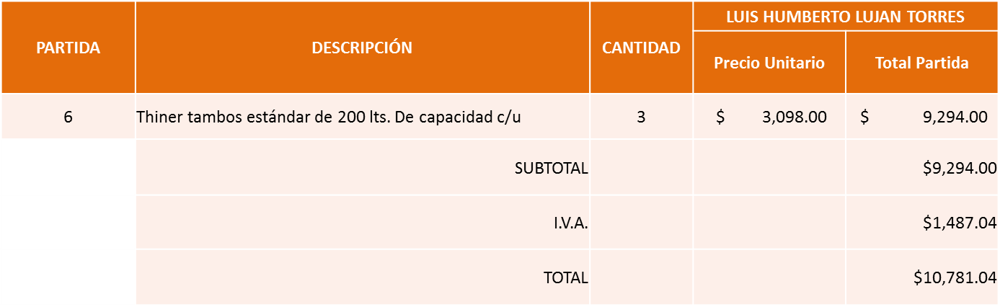 PARTIDA DESCRIPCIÓN CANTIDAD LUIS HUMBERTO LUJAN TORRES
Precio Unitario Total Partida
6 Thiner tambos estándar de 200 lts. De capacidad c/u 3 $ 3,098.00 $ 9,294.00
SUBTOTAL $9,294.00
I.V.A. $1,487.04
TOTAL $10,781.04